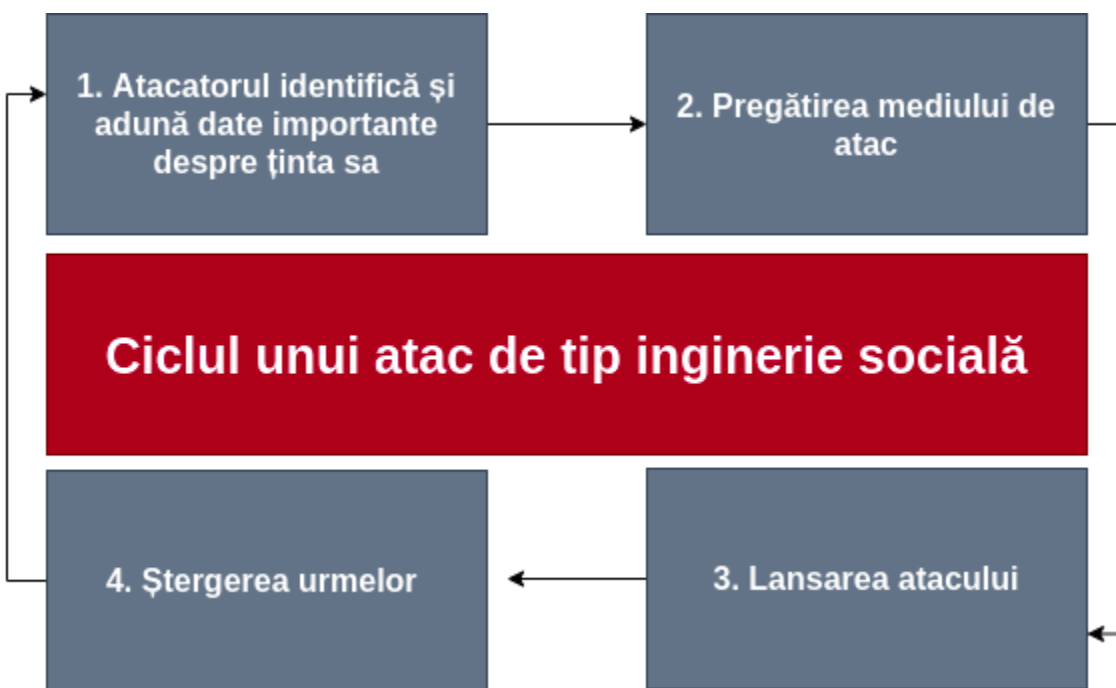 1. Atacatorul identifică și
adună date importante
despre ținta sa
2. Pregătirea mediului de
atac
Ciclul unui atac de tip inginerie socială
4. Ștergerea urmelor
3. Lansarea atacului